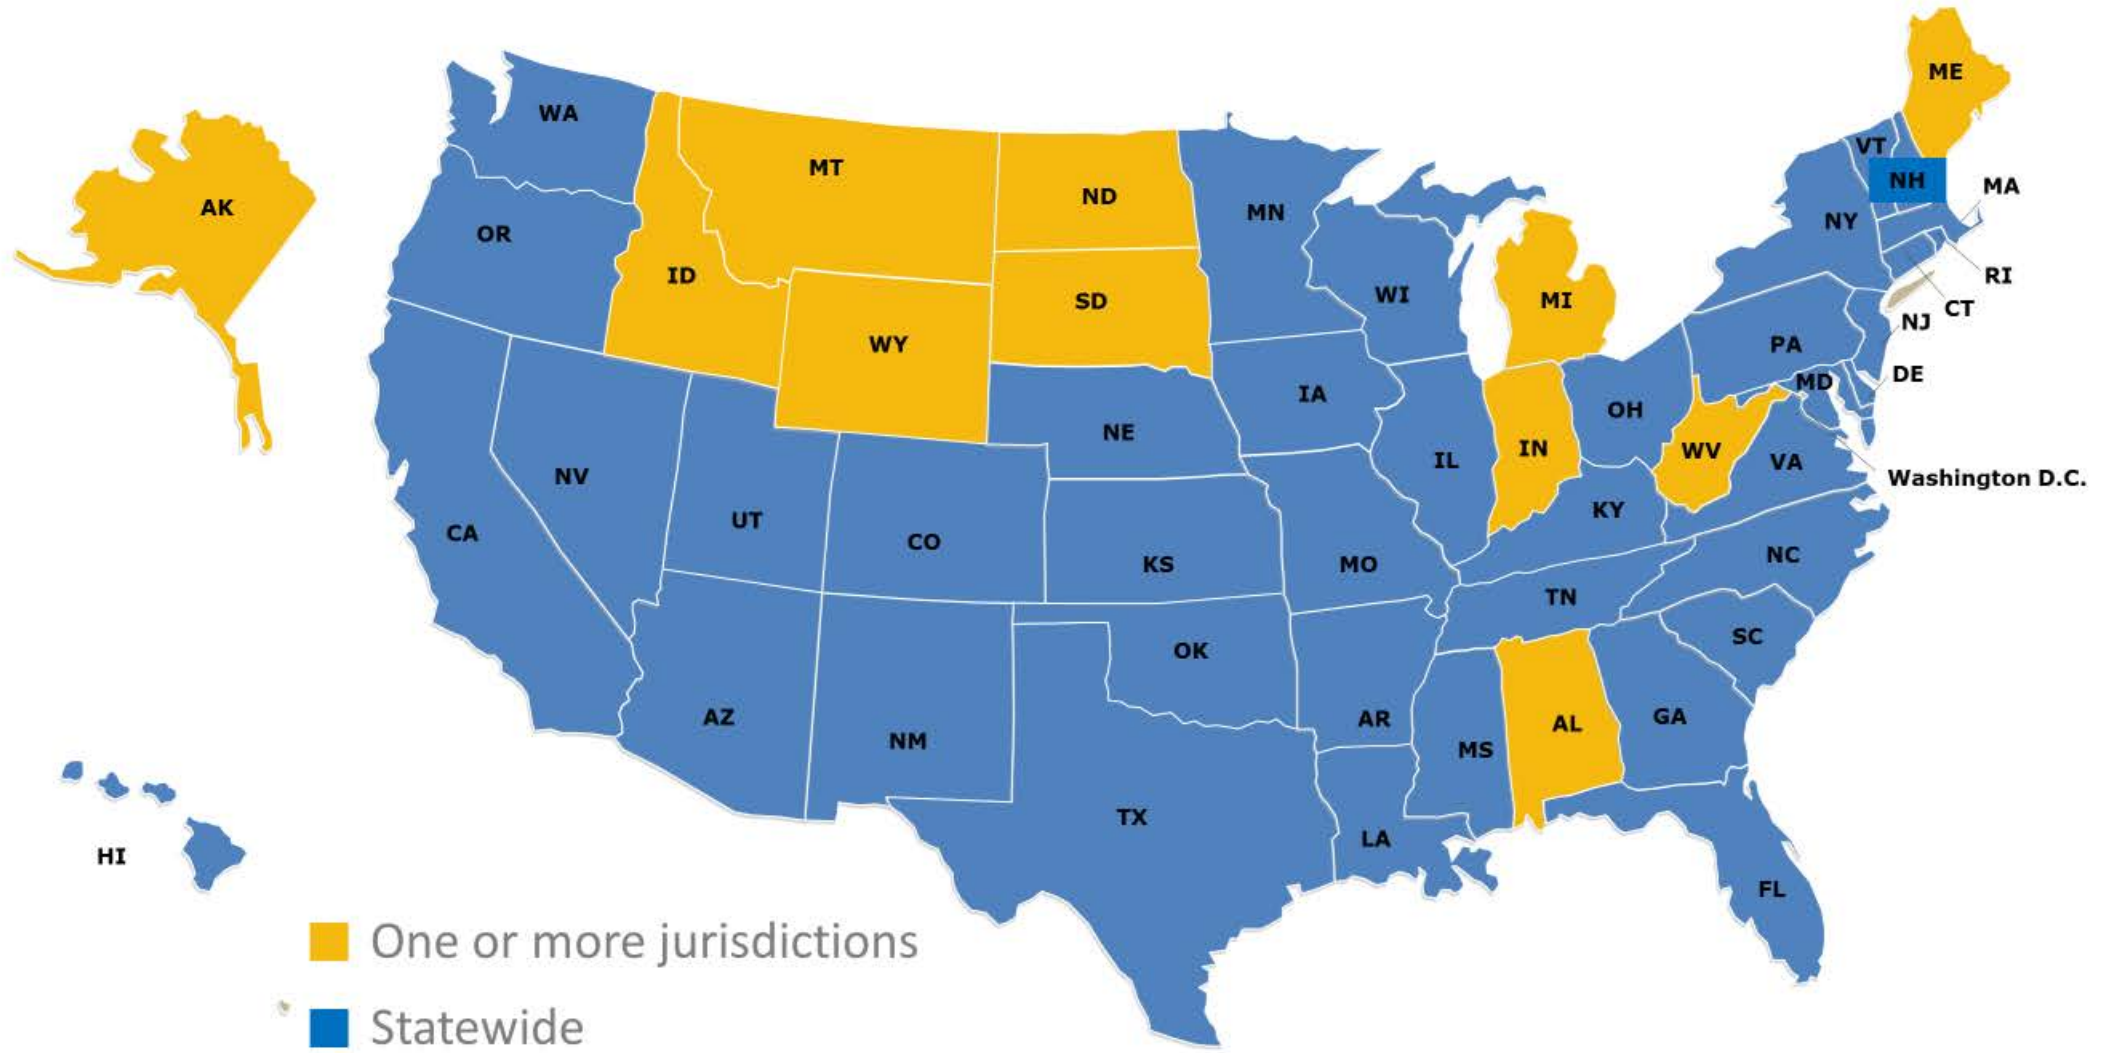 ME
WA
VT
MT
NH
MA
ND
AK
MN
NY
OR
ID
RI
WI
SD
MI
CT
NJ
WY
PA
DE
MD
IA
OH
NE
IN
WV
IL
VA
NV
Washington D.C.
KY
UT
CA
CO
NC
KS
MO
TN
SC
OK
AZ
AR
GA
AL
NM
MS
TX
LA
HI
FL
One or more jurisdictions
Statewide